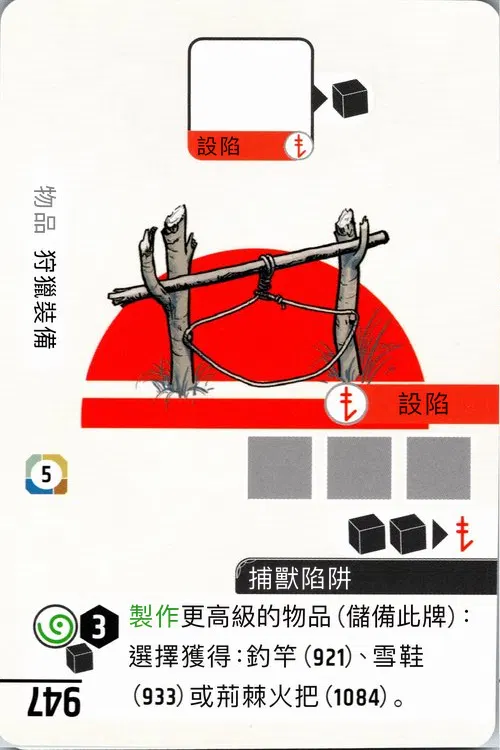 設陷
物品 狩獵裝備
設陷
5
捕獸陷阱
3
製作更高級的物品(儲備此牌):
選擇獲得:釣竿(921)、雪鞋
(933)或荊棘火把(1084)。
947